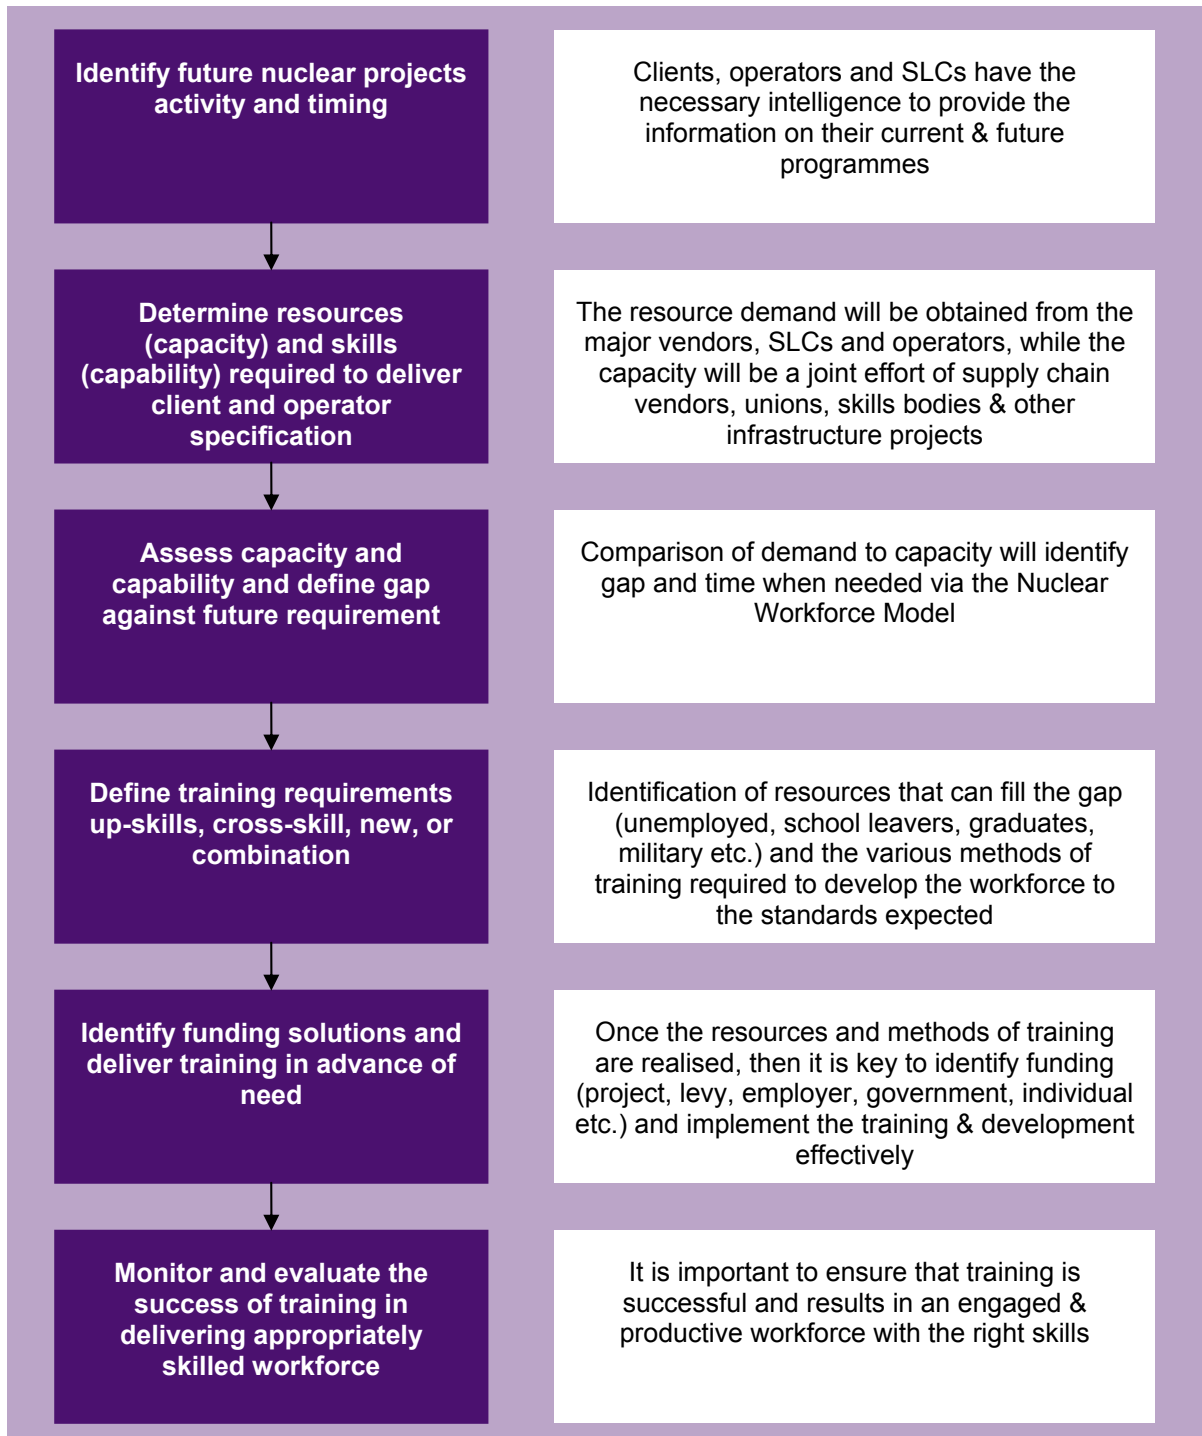 Identify future nuclear projects
activity and timing
Clients, operators and SLCs have the
necessary intelligence to provide the
information on their current & future
programmes
Determine resources
(capacity) and skills
(capability) required to deliver
client and operator
specification
The resource demand will be obtained from the
major vendors, SLCs and operators, while the
capacity will be a joint effort of supply chain
vendors, unions, skills bodies & other
infrastructure projects
Assess capacity and
capability and define gap
against future requirement
Comparison of demand to capacity will identify
gap and time when needed via the Nuclear
Workforce Model
Define training requirements
up-skills, cross-skill, new, or
combination
Identification of resources that can fill the gap
(unemployed, school leavers, graduates,
military etc.) and the various methods of
training required to develop the workforce to
the standards expected
Identify funding solutions and
deliver training in advance of
need
Once the resources and methods of training
are realised, then it is key to identify funding
(project, levy, employer, government, individual
etc.) and implement the training & development
effectively
Monitor and evaluate the
success of training in
delivering appropriately
skilled workforce
It is important to ensure that training is
successful and results in an engaged &
productive workforce with the right skills